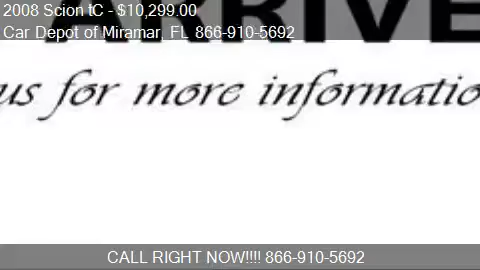 ARRIVE
2008 Scion tC - $10,299.00
Car Depot of Miramar, FL 866-910-5692
us for more informatio
CALL RIGHT NOW!!!! 866-910-5692